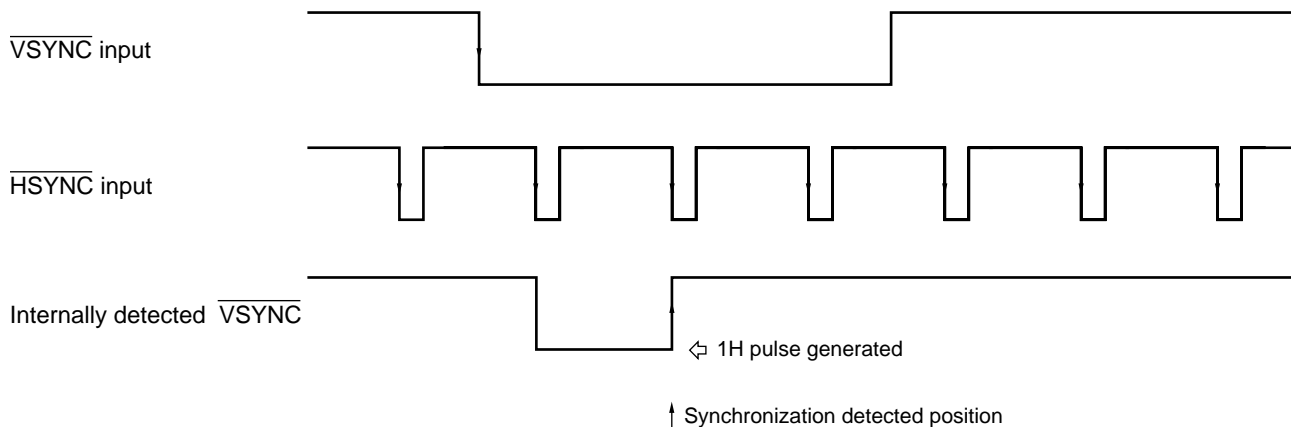 VSYNC input
HSYNC input
Internally detected VSYNC
1H pulse generated
Synchronization detected position